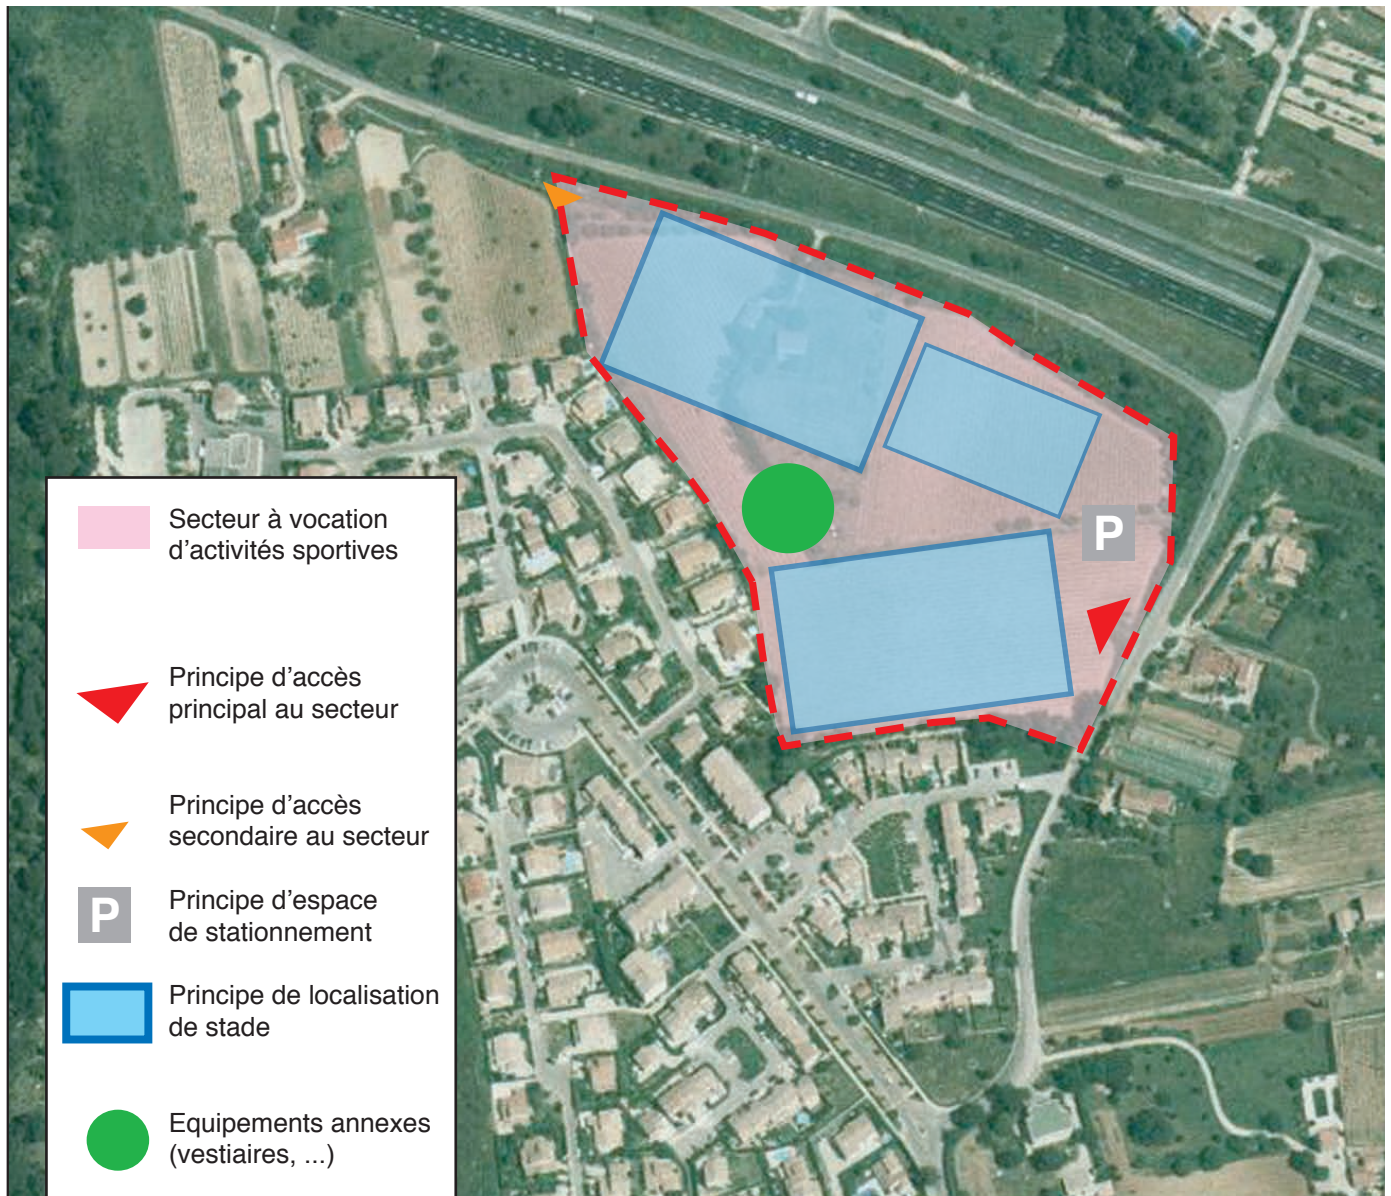 P
Secteur à vocation
d'activités sportives
Principe d'accès
principal au secteur
Principe d'accès
secondaire au secteur
P
Principe d'espace
de stationnement
Principe de localisation
de stade
Equipements annexes
(vestiaires, ...)